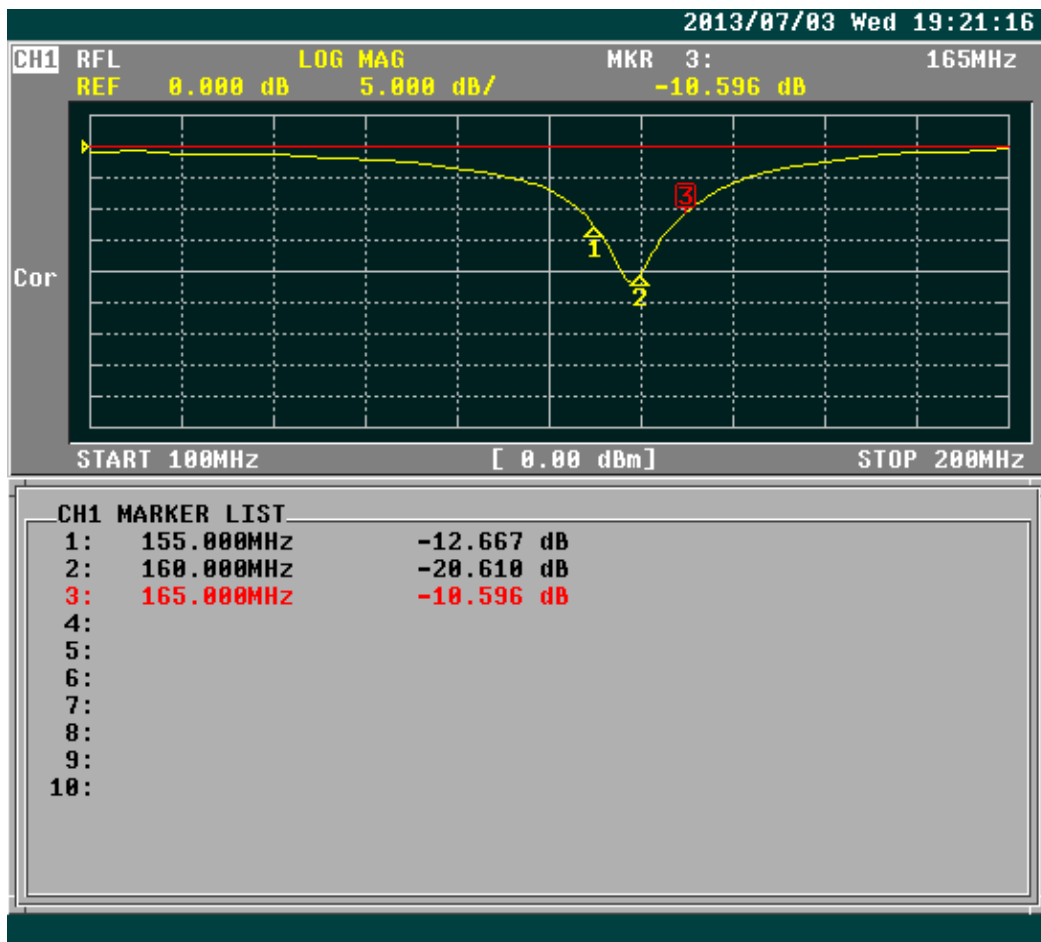 2013/07/03 Wed 19:21:16
CH1 RFL LOG MAG MKR 3: 165MHz
REF 0.000 dB 5.000 dB/ -10.596 dB
3
1
Cor
2
START 100MHz [ 0.00 dBm] STOP 200MHz
CH1 MARKER LIST
1: 155.000MHz -12.667 dB
2: 160.000MHz -20.610 dB
3: 165.000MHz -10.596 dB
4:
5:
6:
7:
8:
9:
10: